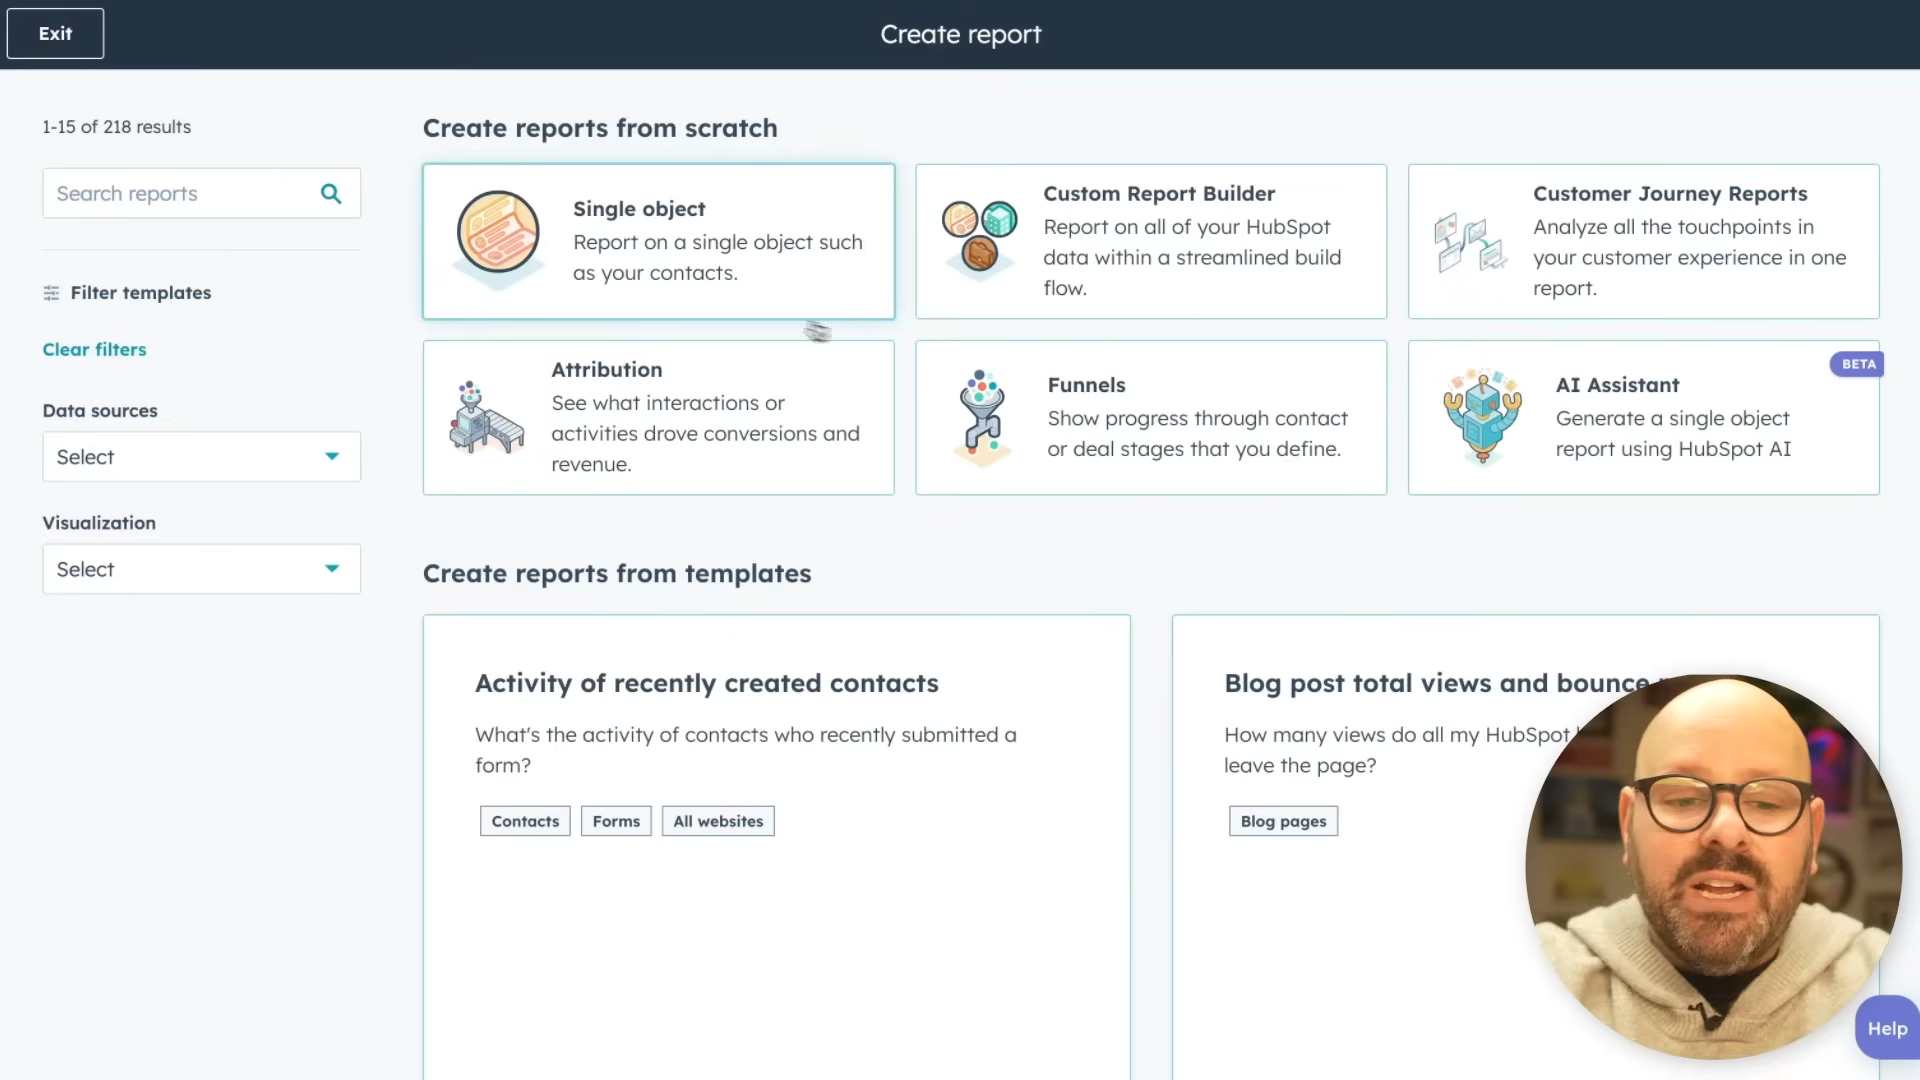 Exit
Create report
1-15 of 218 results
Search reports
Filter templates
Clear filters
Data sources
Select
Visualization
Select
Create reports from scratch
Single object
Report on a single object such
as your contacts.
Custom Report Builder
Report on all of your HubSpot
data within a streamlined build
flow.
Customer Journey Reports
Analyze all the touchpoints in
your customer experience in one
report.
Attribution
See what interactions or
activities drove conversions and
revenue.
Funnels
Show progress through contact
or deal stages that you define.
BETA
AI Assistant
Generate a single object
report using HubSpot AI
Create reports from templates
Activity of recently created contacts
What's the activity of contacts who recently submitted a
form?
Contacts
Forms
All websites
Blog post total views and bounce
How many views do all my HubSpot
leave the page?
Blog pages
Help